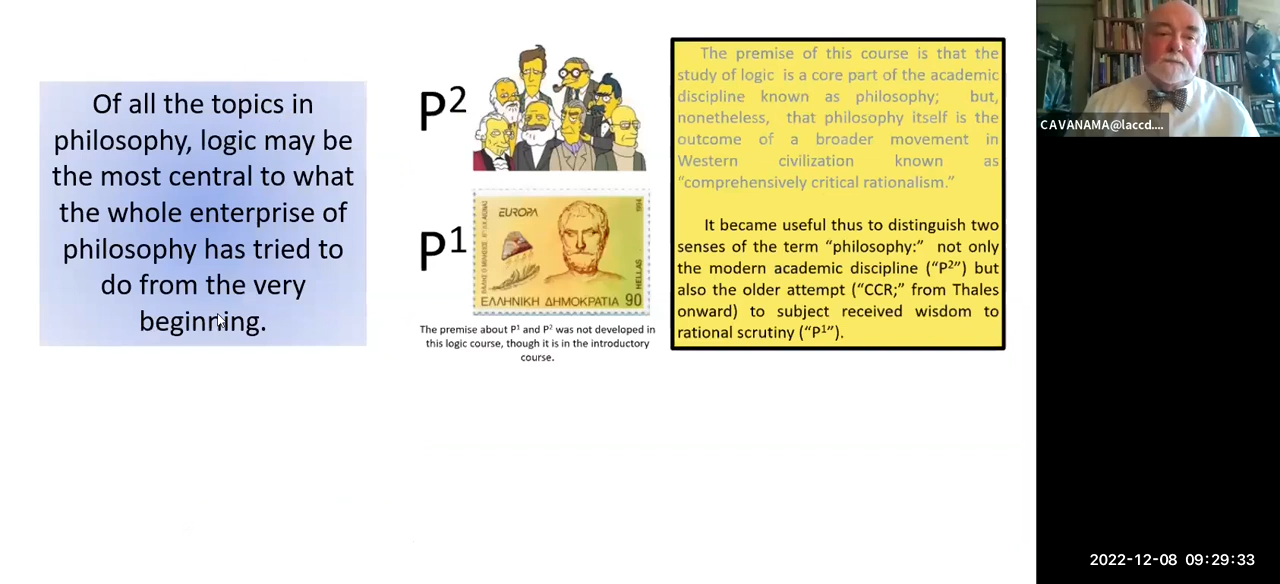 Of all the topics in
philosophy, logic may be
the most central to what
the whole enterprise of
philosophy has tried to
do from the very
beginning.
P²
P¹
EUROPA
1994
HELLAS
ΕΛΛΗΝΙΚΗ ΔΗΜΟΚΡΑΤΙΑ 90
The premise about P¹ and P² was not developed in
this logic course, though it is in the introductory
course.
The premise of this course is that the
study of logic is a core part of the academic
discipline known as philosophy; but,
nonetheless, that philosophy itself is the
outcome of a broader movement in
Western civilization known as
“comprehensively critical rationalism.”
It became useful thus to distinguish two
senses of the term “philosophy:” not only
the modern academic discipline (“P²”) but
also the older attempt (“CCR;” from Thales
onward) to subject received wisdom to
rational scrutiny (“P¹”).
CAVANAMA@laccd....
2022-12-08 09:29:33